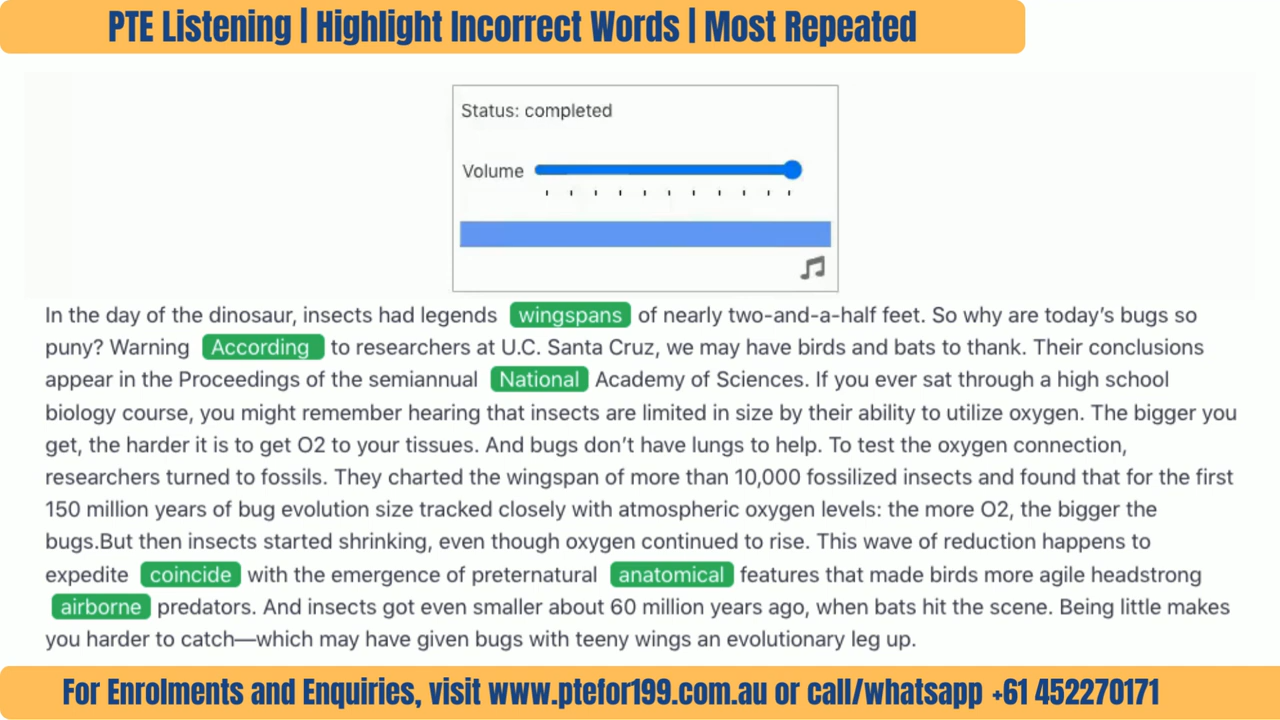 PTE Listening | Highlight Incorrect Words | Most Repeated
Status: completed
Volume
In the day of the dinosaur, insects had legends wingspans of nearly two-and-a-half feet. So why are today's bugs so
puny? Warning According to researchers at U.C. Santa Cruz, we may have birds and bats to thank. Their conclusions
appear in the Proceedings of the semiannual National Academy of Sciences. If you ever sat through a high school
biology course, you might remember hearing that insects are limited in size by their ability to utilize oxygen. The bigger you
get, the harder it is to get O2 to your tissues. And bugs don't have lungs to help. To test the oxygen connection,
researchers turned to fossils. They charted the wingspan of more than 10,000 fossilized insects and found that for the first
150 million years of bug evolution size tracked closely with atmospheric oxygen levels: the more O2, the bigger the
bugs.But then insects started shrinking, even though oxygen continued to rise. This wave of reduction happens to
expedite coincide with the emergence of preternatural anatomical features that made birds more agile headstrong
airborne predators. And insects got even smaller about 60 million years ago, when bats hit the scene. Being little makes
you harder to catch—which may have given bugs with teeny wings an evolutionary leg up.
For Enrolments and Enquiries, visit www.ptefor199.com.au or call/whatsapp +61 452270171